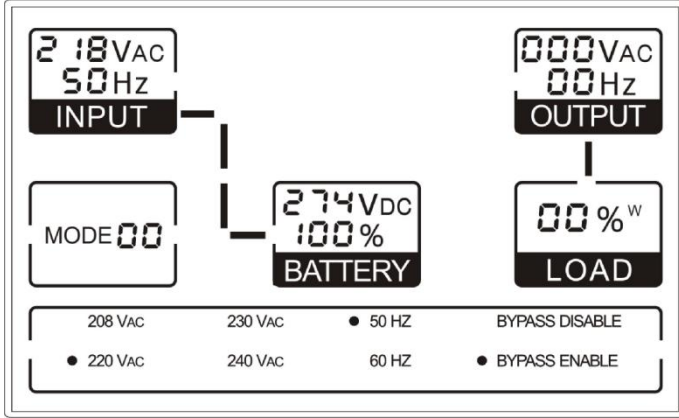 218VAC
50Hz
INPUT
000VAC
00Hz
OUTPUT
MODE 00
274VDC
100%
BATTERY
00%W
LOAD
208 VAC 230 VAC ● 50 HZ BYPASS DISABLE
● 220 VAC 240 VAC 60 HZ ● BYPASS ENABLE